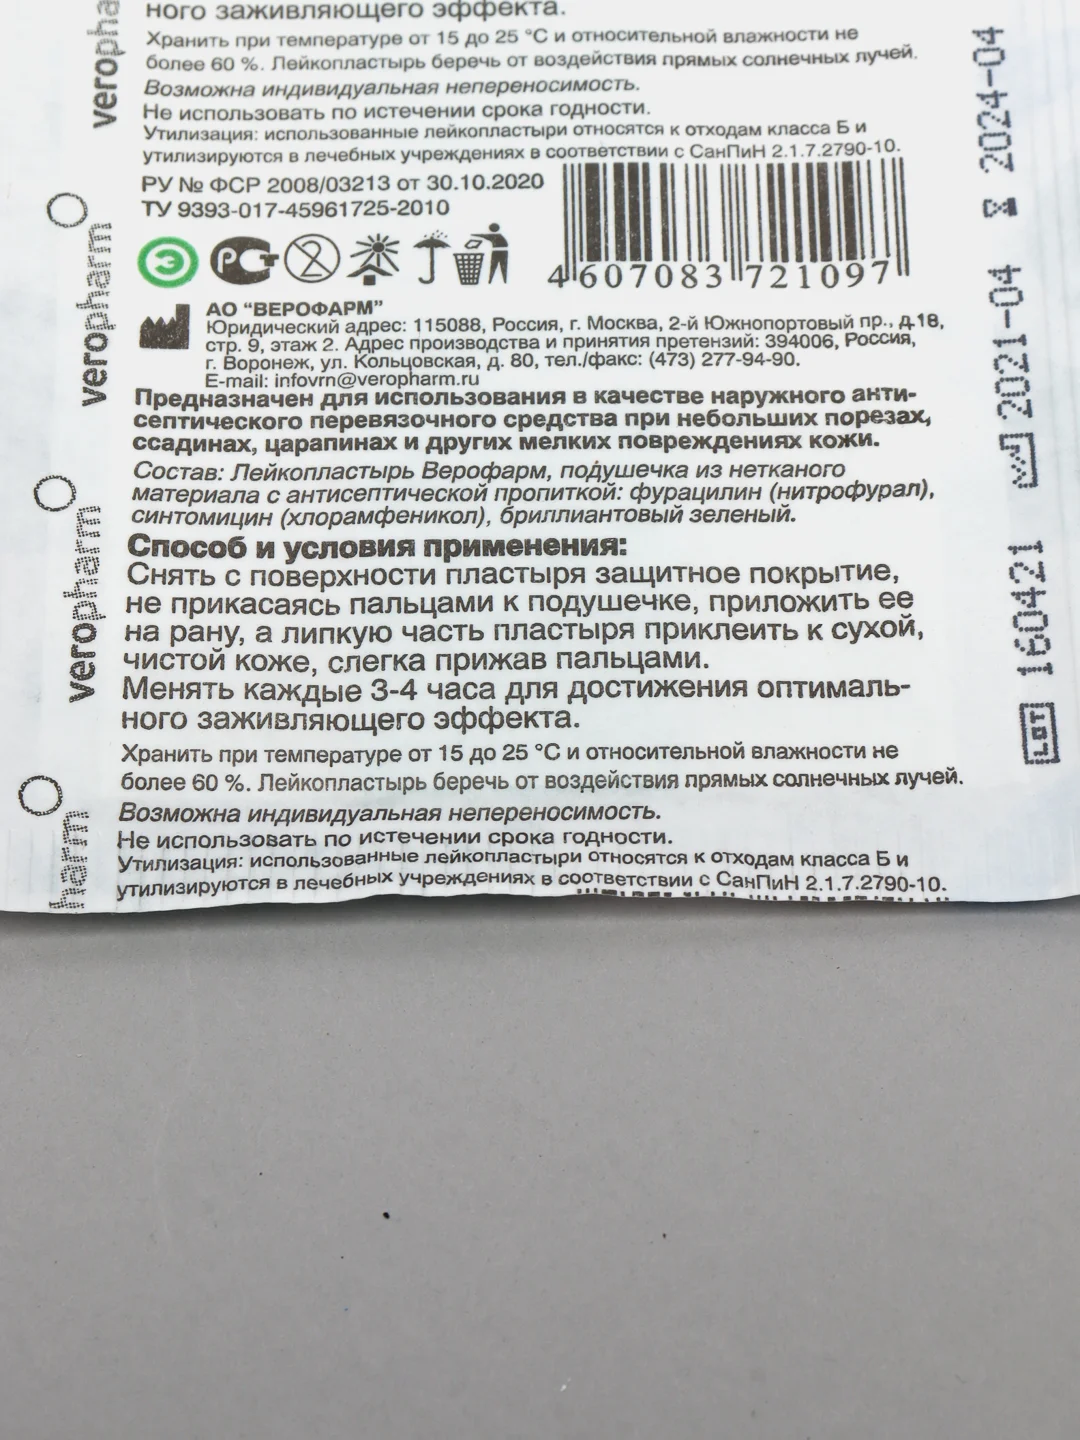 ного заживляющего эффекта.
Хранить при температуре от 15 до 25 °С и относительной влажности не
более 60 %. Лейкопластырь беречь от воздействия прямых солнечных лучей.
Возможна индивидуальная непереносимость.
Не использовать по истечении срока годности.
Утилизация: использованные лейкопластыри относятся к отходам класса Б и
утилизируются в лечебных учреждениях в соответствии с СанПиН 2.1.7.2790-10.
РУ № ФСР 2008/03213 от 30.10.2020
ТУ 9393-017-45961725-2010
Э РСТ 2
4 607083 721097
АО "ВЕРОФАРМ"
Юридический адрес: 115088, Россия, г. Москва, 2-й Южнопортовый пр., д.18,
стр. 9, этаж 2. Адрес производства и принятия претензий: 394006, Россия,
г. Воронеж, ул. Кольцовская, д. 80, тел./факс: (473) 277-94-90.
E-mail: infovrn@veropharm.ru
Предназначен для использования в качестве наружного анти-
септического перевязочного средства при небольших порезах,
ссадинах, царапинах и других мелких повреждениях кожи.
Состав: Лейкопластырь Верофарм, подушечка из нетканого
материала с антисептической пропиткой: фурацилин (нитрофурал),
синтомицин (хлорамфеникол), бриллиантовый зеленый.
Способ и условия применения:
Снять с поверхности пластыря защитное покрытие,
не прикасаясь пальцами к подушечке, приложить ее
на рану, а липкую часть пластыря приклеить к сухой,
чистой коже, слегка прижав пальцами.
Менять каждые 3-4 часа для достижения оптималь-
ного заживляющего эффекта.
Хранить при температуре от 15 до 25 °С и относительной влажности не
более 60 %. Лейкопластырь беречь от воздействия прямых солнечных лучей.
Возможна индивидуальная непереносимость.
Не использовать по истечении срока годности.
Утилизация: использованные лейкопластыри относятся к отходам класса Б и
утилизируются в лечебных учреждениях в соответствии с СанПиН 2.1.7.2790-10.
veropha
veropharm
veropharm
harm
LOT 160421
2021-04
2024-04